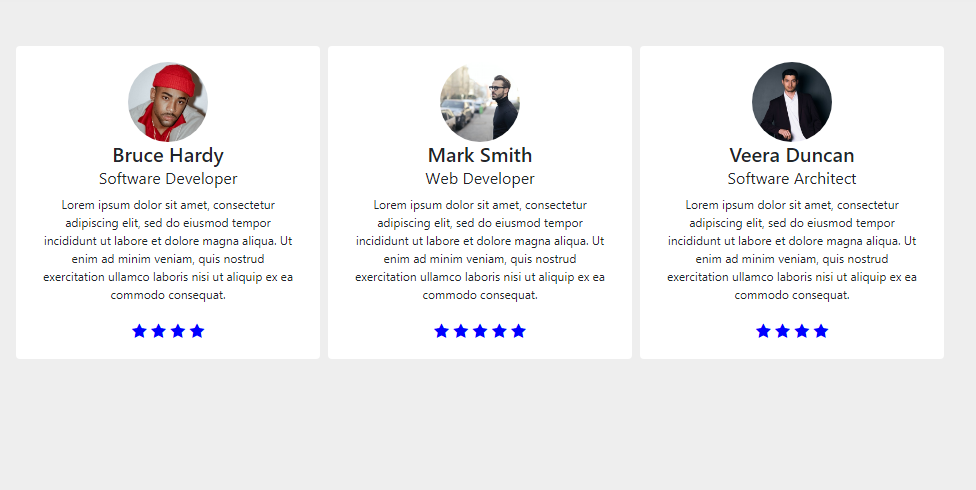 Bruce Hardy
Software Developer
Lorem ipsum dolor sit amet, consectetur
adipiscing elit, sed do eiusmod tempor
incididunt ut labore et dolore magna aliqua. Ut
enim ad minim veniam, quis nostrud
exercitation ullamco laboris nisi ut aliquip ex ea
commodo consequat.
Mark Smith
Web Developer
Lorem ipsum dolor sit amet, consectetur
adipiscing elit, sed do eiusmod tempor
incididunt ut labore et dolore magna aliqua. Ut
enim ad minim veniam, quis nostrud
exercitation ullamco laboris nisi ut aliquip ex ea
commodo consequat.
Veera Duncan
Software Architect
Lorem ipsum dolor sit amet, consectetur
adipiscing elit, sed do eiusmod tempor
incididunt ut labore et dolore magna aliqua. Ut
enim ad minim veniam, quis nostrud
exercitation ullamco laboris nisi ut aliquip ex ea
commodo consequat.